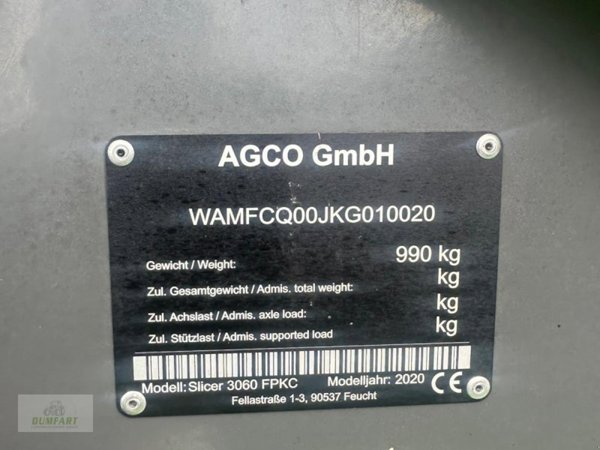 AGCO GmbH
WAMFCQ00JKG010020
Gewicht / Weight: 990 kg
Zul. Gesamtgewicht / Admis. total weight: kg
Zul. Achslast / Admis. axle load: kg
Zul. Stützlast / Admis. supported load kg
Modell: Slicer 3060 FPKC Modelljahr: 2020 CE
Fellastraße 1-3, 90537 Feucht
DUMFART